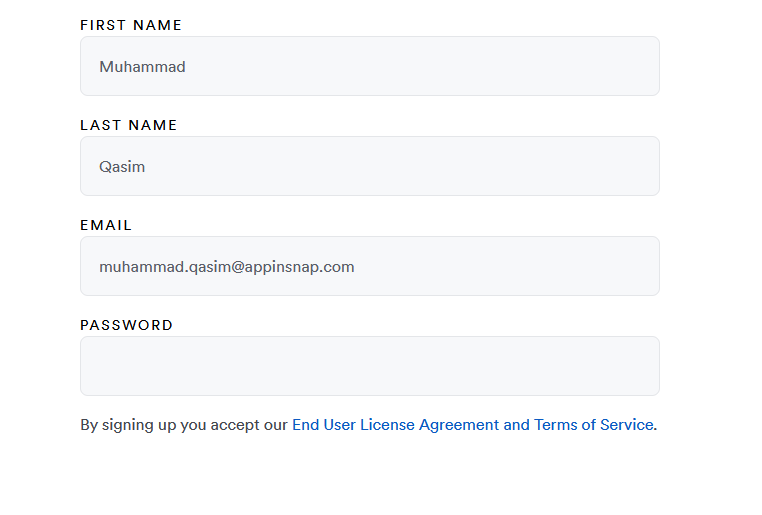 FIRST NAME
Muhammad
LAST NAME
Qasim
EMAIL
muhammad.qasim@appinsnap.com
PASSWORD
By signing up you accept our End User License Agreement and Terms of Service.